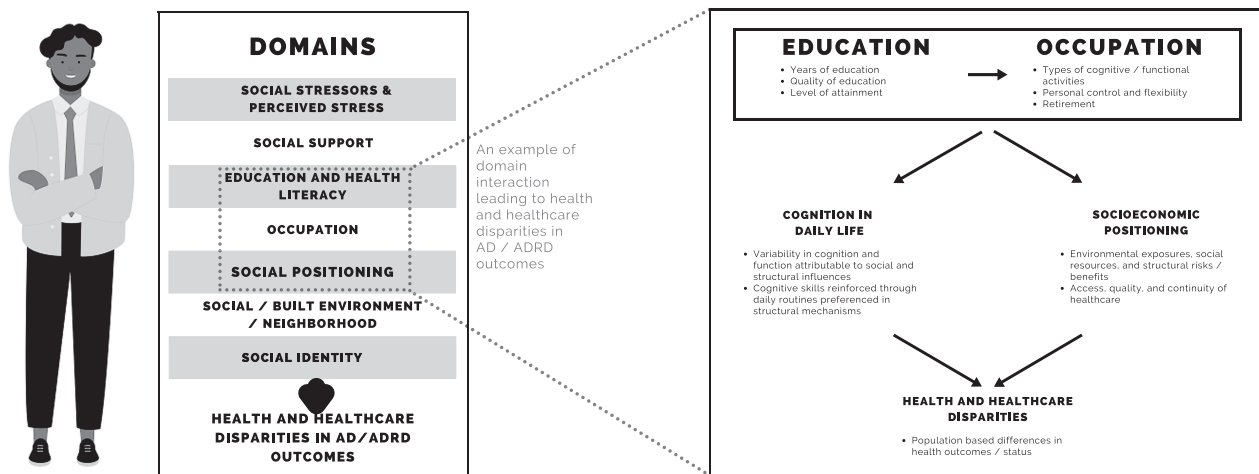 DOMAINS
SOCIAL STRESSORS &
PERCEIVED STRESS
SOCIAL SUPPORT
EDUCATION AND HEALTH
LITERACY
OCCUPATION
SOCIAL POSITIONING
SOCIAL / BUILT ENVIRONMENT
/ NEIGHBORHOOD
SOCIAL IDENTITY
HEALTH AND HEALTHCARE
DISPARITIES IN AD/ADRD
OUTCOMES
An example of
domain
interaction
leading to health
and healthcare
disparities in
AD / ADRD
outcomes
EDUCATION
• Years of education
• Quality of education
• Level of attainment
OCCUPATION
• Types of cognitive / functional
activities
• Personal control and flexibility
• Retirement
COGNITION IN
DAILY LIFE
• Variability in cognition and
function attributable to social and
structural influences
• Cognitive skills reinforced through
daily routines preferenced in
structural mechanisms
SOCIOECONOMIC
POSITIONING
• Environmental exposures, social
resources, and structural risks /
benefits
• Access, quality, and continuity of
healthcare
HEALTH AND HEALTHCARE
DISPARITIES
• Population based differences in
health outcomes / status